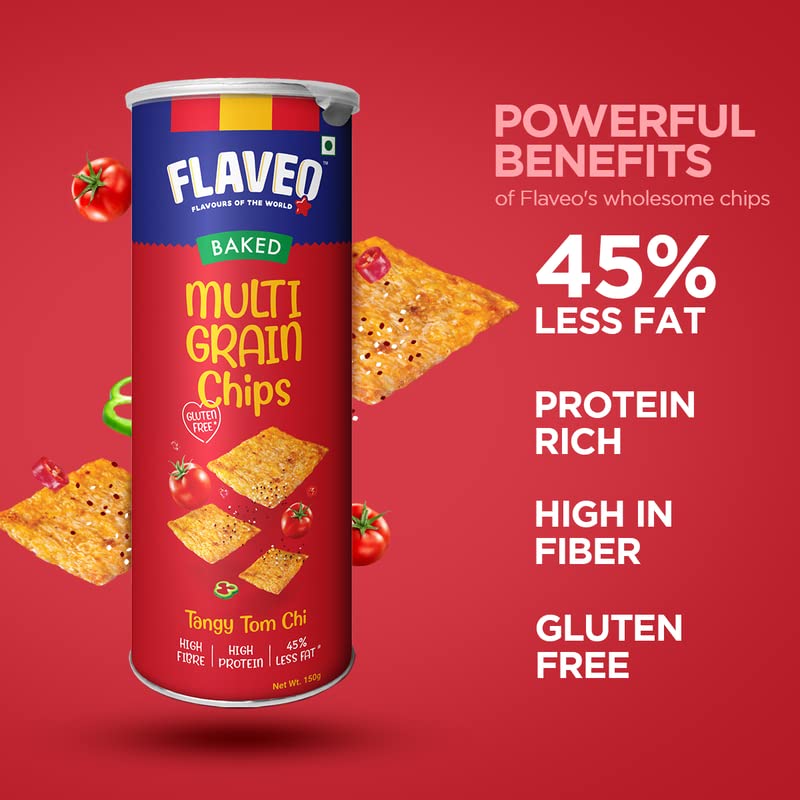 FLAVEO™
FLAVOURS OF THE WORLD
BAKED
MULTI
GRAIN
Chips
GLUTEN
FREE*
Tangy Tom Chi
HIGH
FIBRE
HIGH
PROTEIN
45%
LESS FAT*
Net Wt. 150g
POWERFUL
BENEFITS
of Flaveo's wholesome chips
45%
LESS FAT
PROTEIN
RICH
HIGH IN
FIBER
GLUTEN
FREE